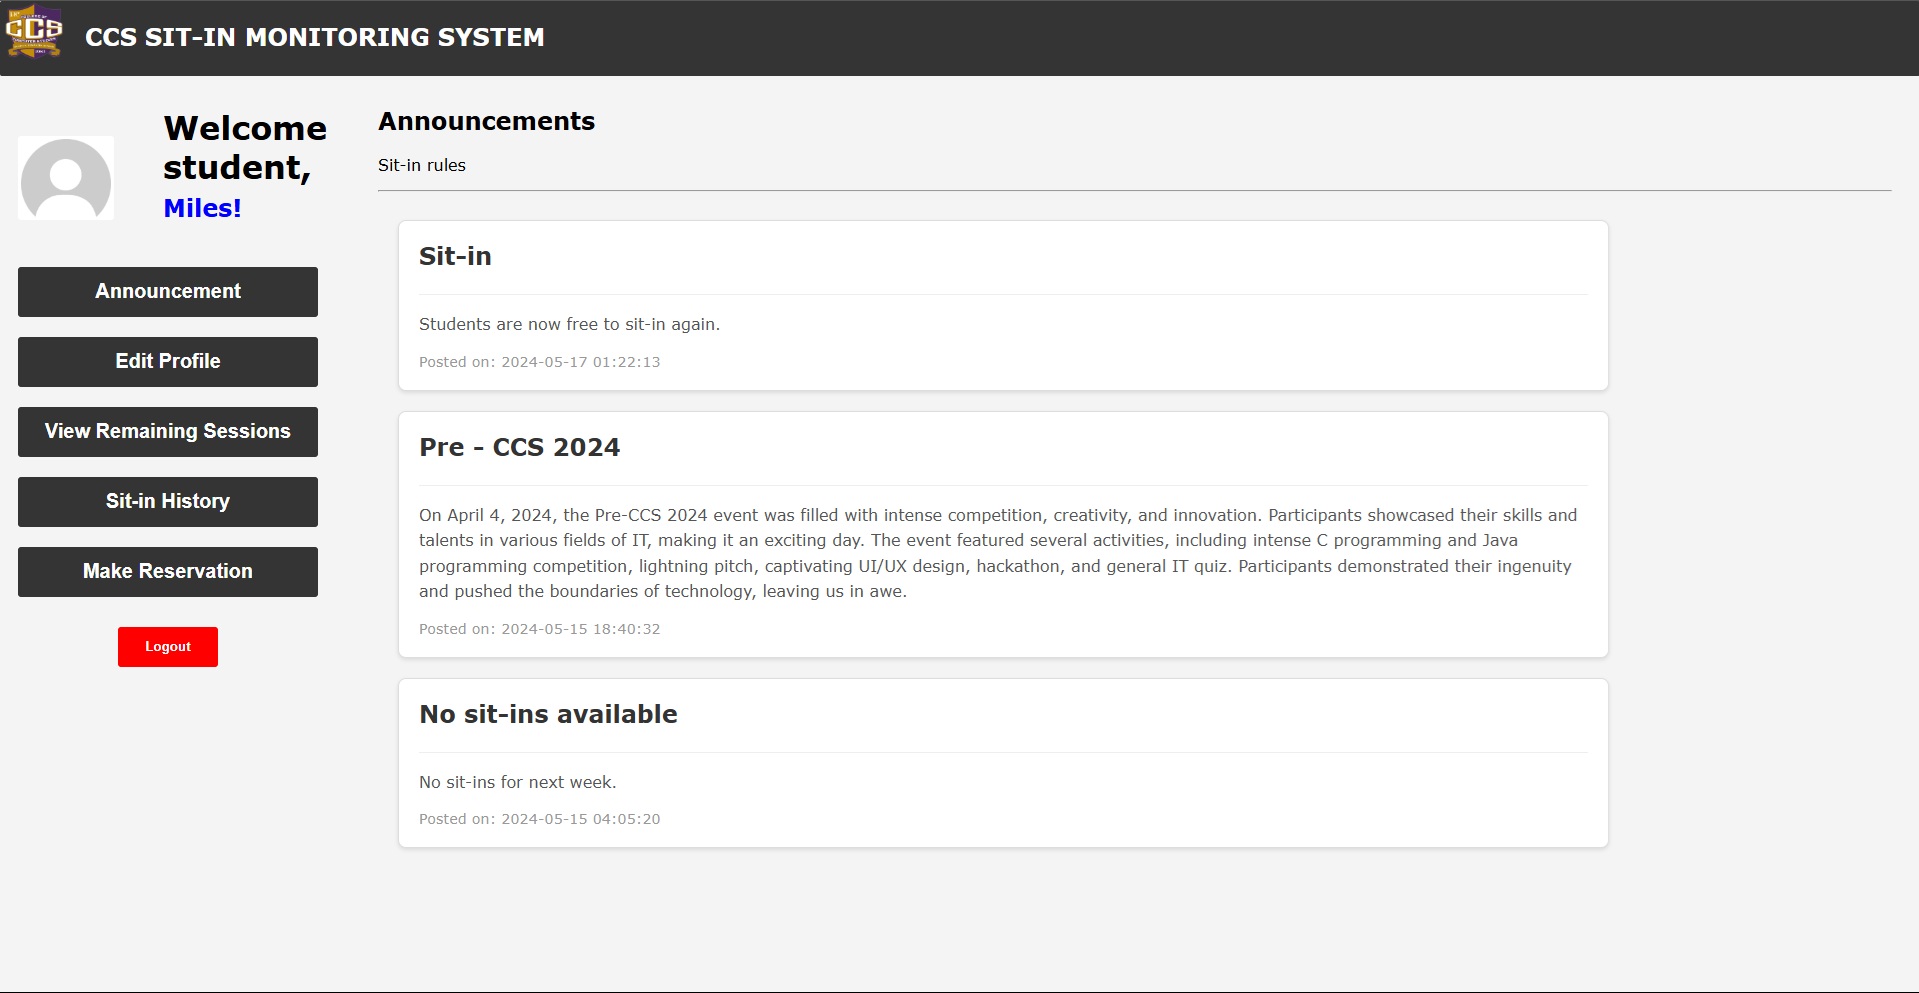 CCS
CCS SIT-IN MONITORING SYSTEM
Welcome
student,
Miles!
Announcement
Edit Profile
View Remaining Sessions
Sit-in History
Make Reservation
Logout
Announcements
Sit-in rules
Sit-in
Students are now free to sit-in again.
Posted on: 2024-05-17 01:22:13
Pre - CCS 2024
On April 4, 2024, the Pre-CCS 2024 event was filled with intense competition, creativity, and innovation. Participants showcased their skills and
talents in various fields of IT, making it an exciting day. The event featured several activities, including intense C programming and Java
programming competition, lightning pitch, captivating UI/UX design, hackathon, and general IT quiz. Participants demonstrated their ingenuity
and pushed the boundaries of technology, leaving us in awe.
Posted on: 2024-05-15 18:40:32
No sit-ins available
No sit-ins for next week.
Posted on: 2024-05-15 04:05:20